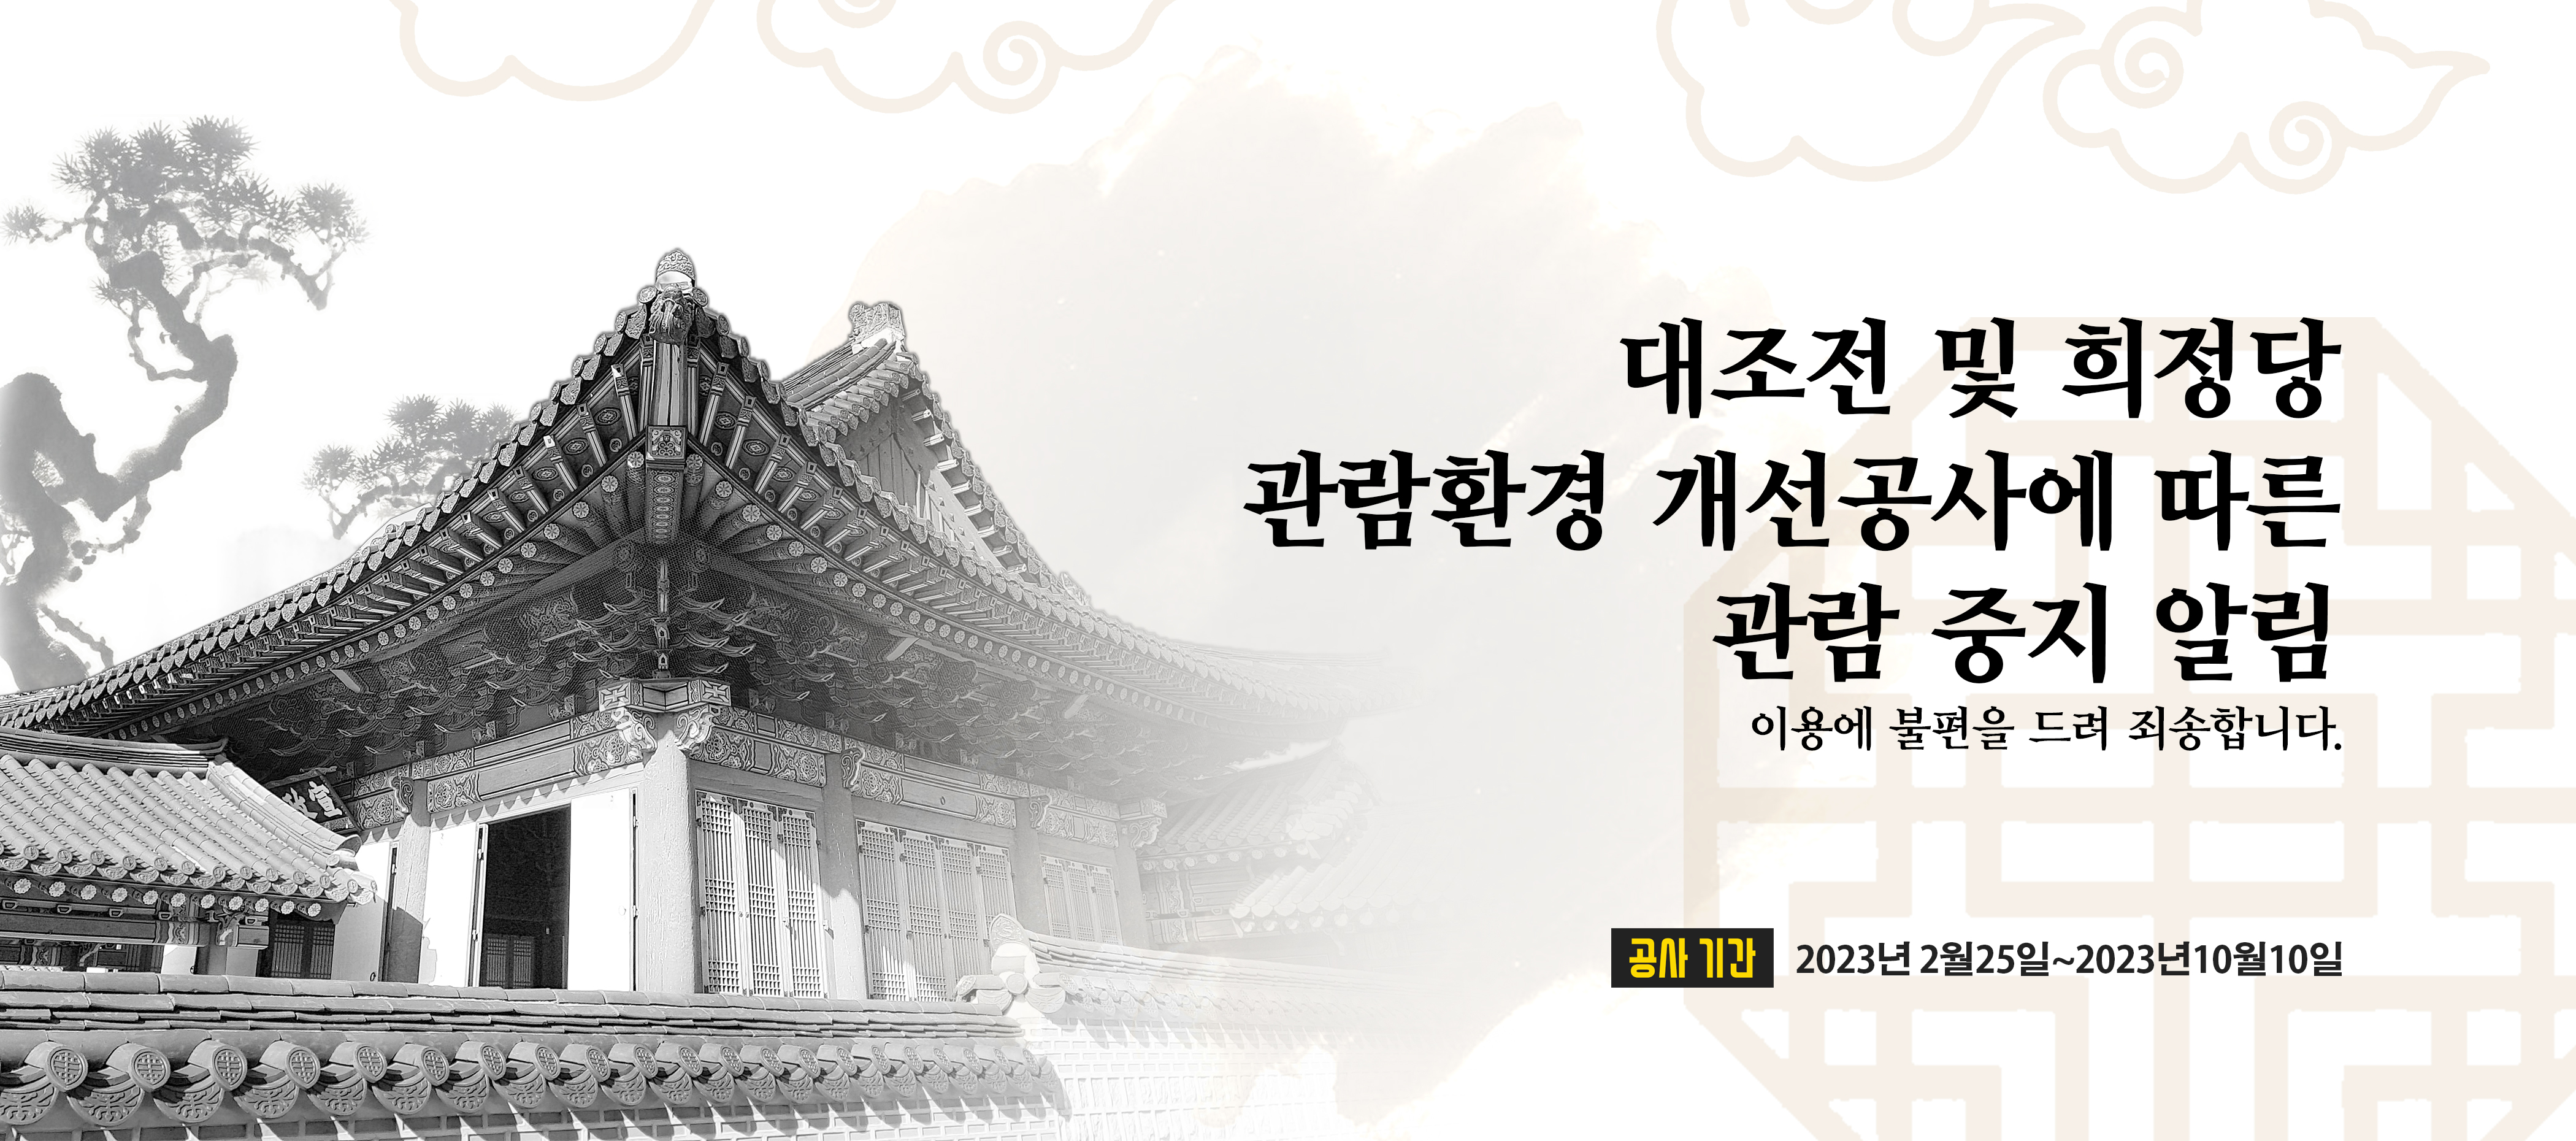 대조전 및 희정당
관람환경 개선공사에 따른
관람 중지 알림
이용에 불편을 드려 죄송합니다.
공사 기간 2023년 2월25일~2023년10월10일